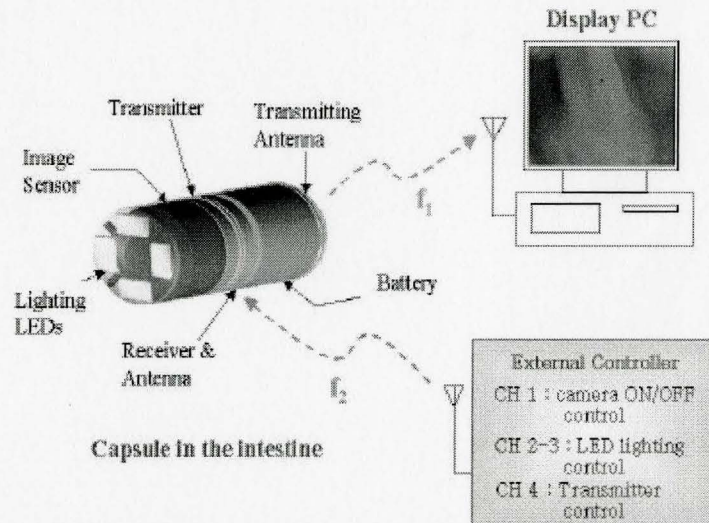 Display PC
Transmitter
Transmitting
Antenna
Image
Sensor
f1
Lighting
LEDs
Battery
Receiver &
Antenna
f2
Capsule in the intestine
External Controller
CH 1 : camera ON/OFF
control
CH 2-3 : LED lighting
control
CH 4 : Transmitter
control